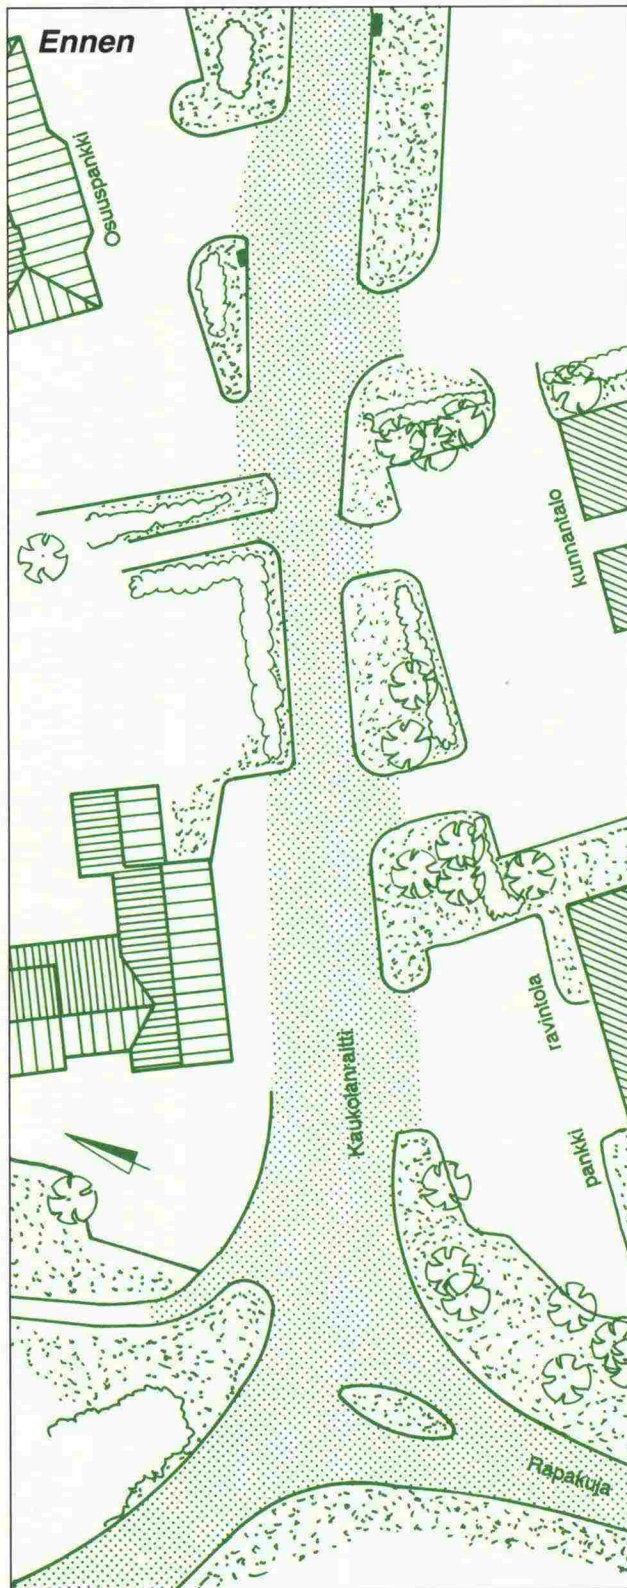 Ennen
Osuuspankki
kunnantalo
ravintola
Kaukolanraitti
pankki
Rapakuja